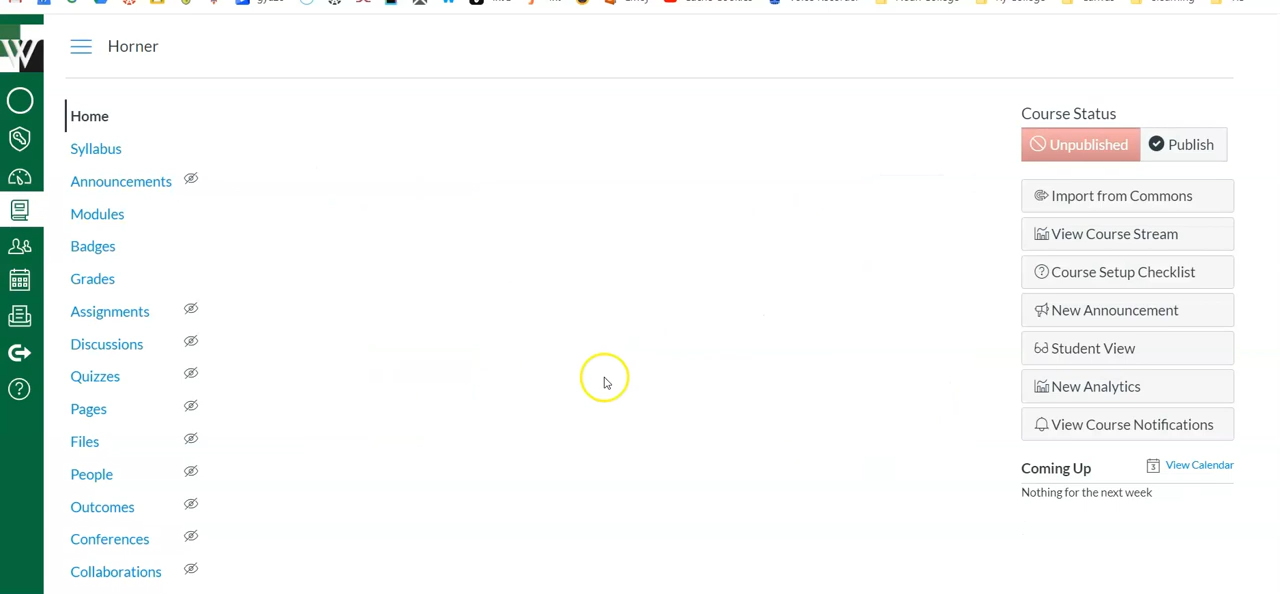 Horner
Home
Syllabus
Announcements
Modules
Badges
Grades
Assignments
Discussions
Quizzes
Pages
Files
People
Outcomes
Conferences
Collaborations
Course Status
Unpublished Publish
Import from Commons
View Course Stream
Course Setup Checklist
New Announcement
Student View
New Analytics
View Course Notifications
Coming Up
3 View Calendar
Nothing for the next week